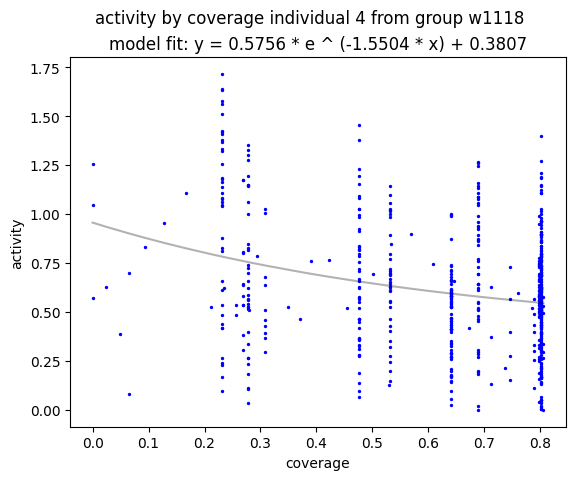 activity by coverage individual 4 from group w1118
model fit: y = 0.5756 * e ^ (-1.5504 * x) + 0.3807
1.75
1.50
1.25
1.00
0.75
0.50
0.25
0.00
activity
0.0 0.1 0.2 0.3 0.4 0.5 0.6 0.7 0.8
coverage